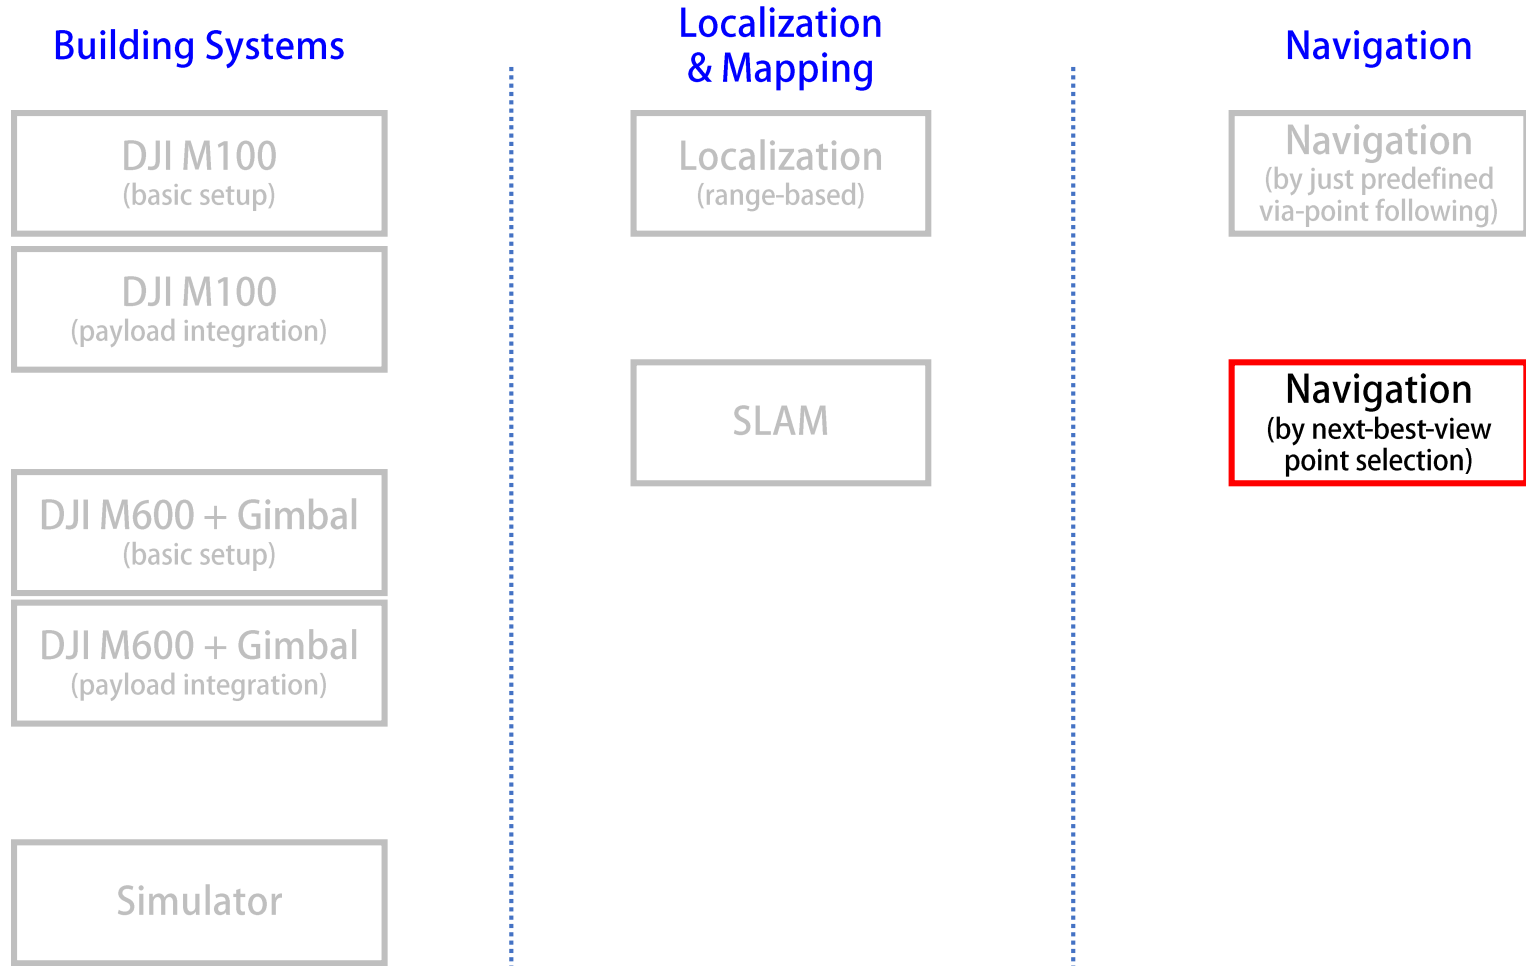 Building Systems
DJI M100
(basic setup)
DJI M100
(payload integration)
DJI M600 + Gimbal
(basic setup)
DJI M600 + Gimbal
(payload integration)
Simulator
Localization
& Mapping
Localization
(range-based)
SLAM
Navigation
Navigation
(by just predefined
via-point following)
Navigation
(by next-best-view
point selection)